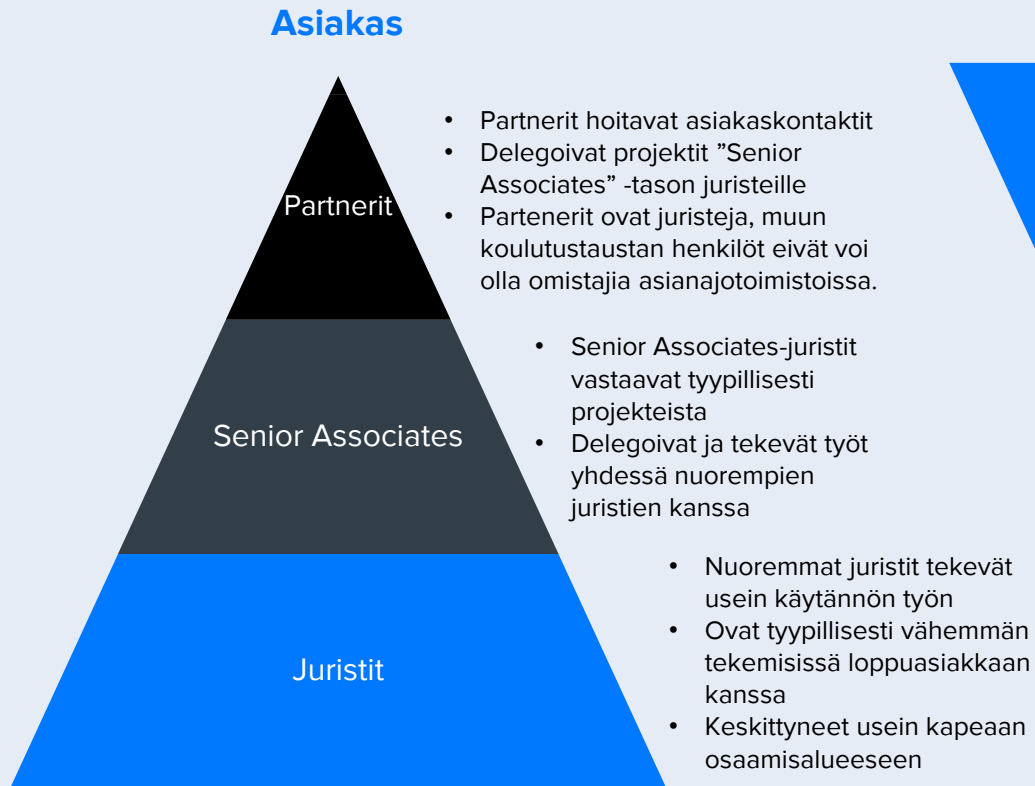 Asiakas
Partnerit
• Partnerit hoitavat asiakaskontaktit
• Delegoivat projektit ”Senior
Associates” -tason juristeille
• Partenerit ovat juristeja, muun
koulutustaustan henkilöt eivät voi
olla omistajia asianajotoimistoissa.
Senior Associates
• Senior Associates-juristit
vastaavat tyypillisesti
projekteista
• Delegoivat ja tekevät työt
yhdessä nuorempien
juristien kanssa
Juristit
• Nuoremmat juristit tekevät
usein käytännön työn
• Ovat tyypillisesti vähemmän
tekemisissä loppuasiakkaan
kanssa
• Keskittyneet usein kapeaan
osaamisalueeseen